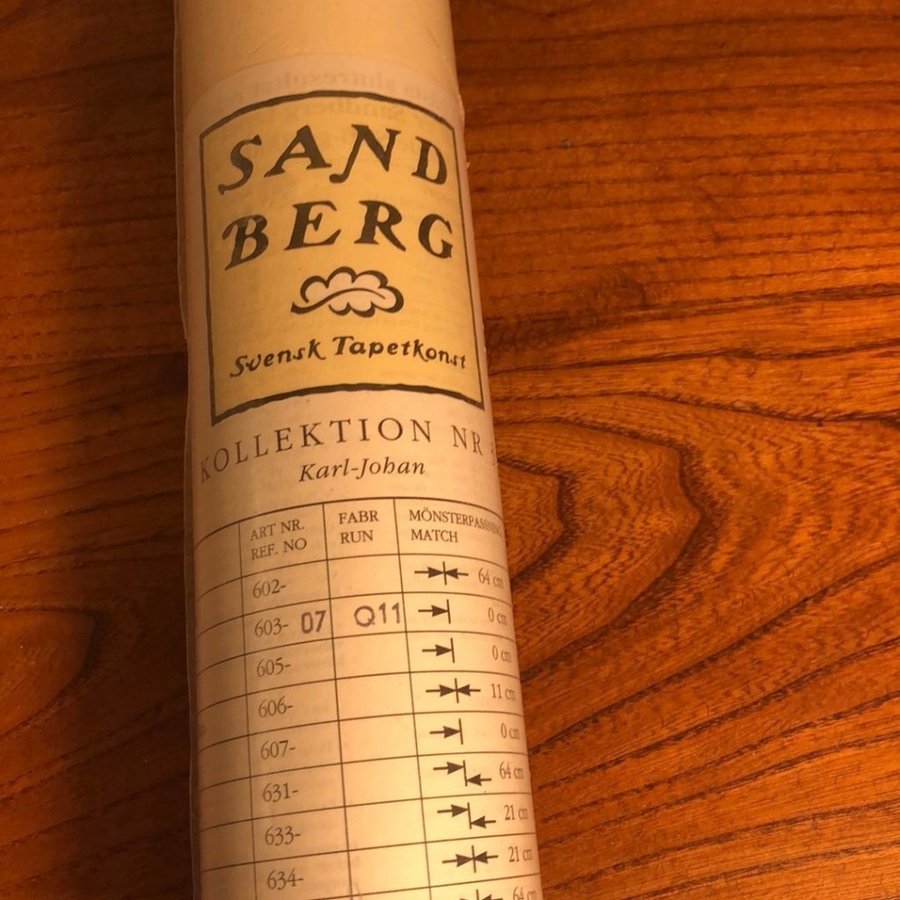 SAND
BERG
Svensk Tapetkonst
KOLLEKTION NR
Karl-Johan
ART NR. FABR MÖNSTERPASSNING
REF. NO RUN MATCH
602- 64 cm
603- 07 Q11 0 cm
605- 0 cm
606- 11 cm
607- 0 cm
631- 64 cm
633- 21 cm
634- 21 cm
64 cm